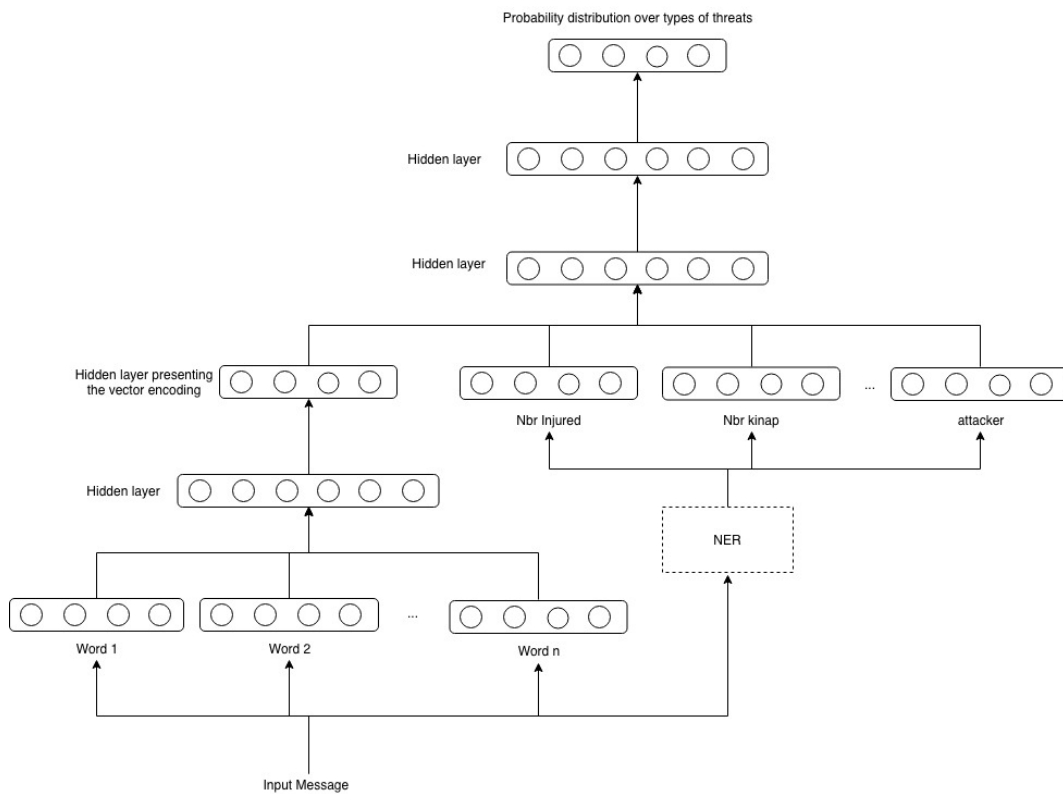 Probability distribution over types of threats
Hidden layer
Hidden layer
Hidden layer presenting
the vector encoding
...
Nbr Injured
Nbr kinap
attacker
Hidden layer
NER
...
Word 1
Word 2
Word n
Input Message